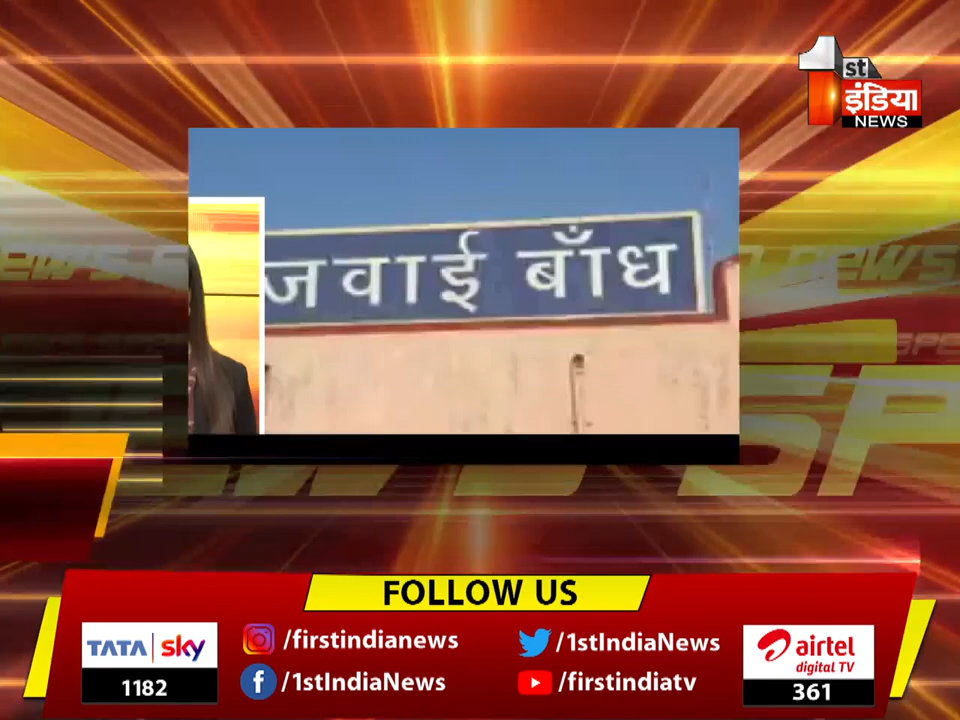 1st
इंडिया
NEWS
जवाई बाँध
FOLLOW US
TATA sky
1182
/firstindianews
/1stIndiaNews
/1stIndiaNews
/firstindiatv
airtel
digital TV
361